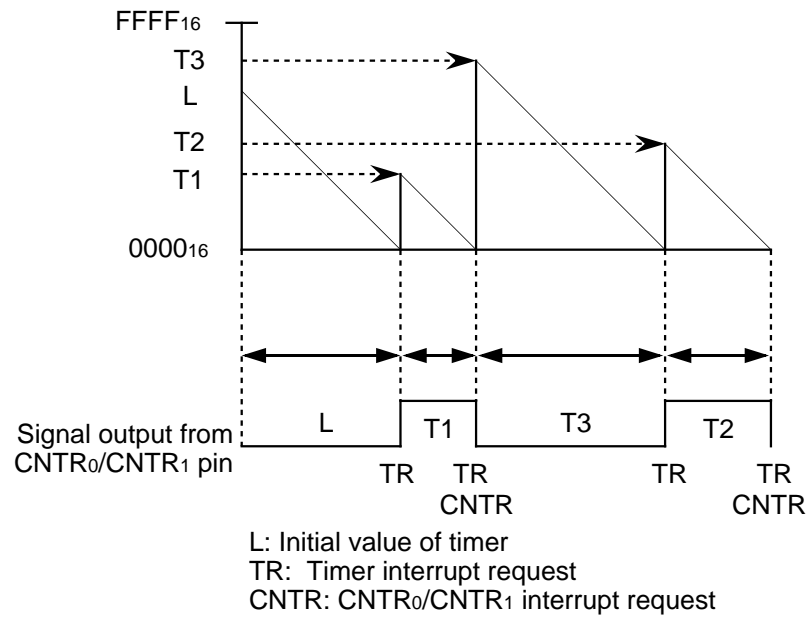 FFFF16
T3
L
T2
T1
000016
L T1 T3 T2
Signal output from
CNTR0/CNTR1 pin
TR TR TR TR
CNTR CNTR
L: Initial value of timer
TR: Timer interrupt request
CNTR: CNTR0/CNTR1 interrupt request